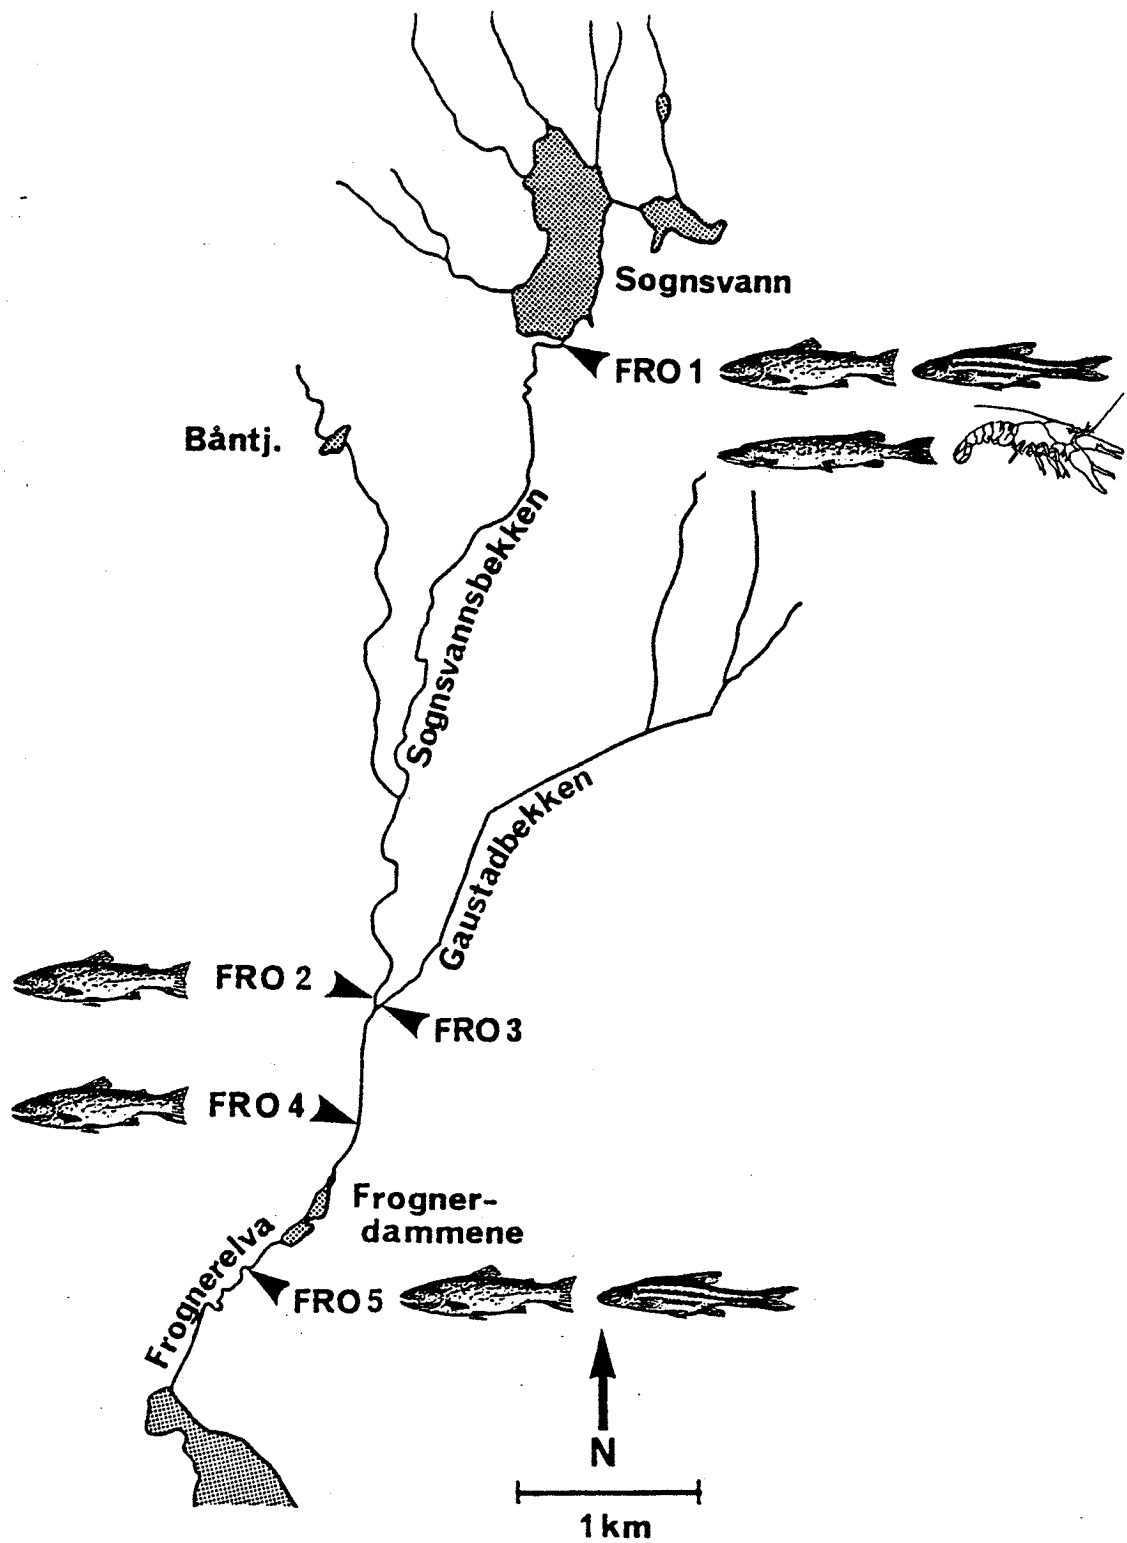 Sognsvann
FRO 1
Båntj.
Sognsvannsbekken
Gaustadbekken
FRO 2
FRO 3
FRO 4
Frogner-
dammene
Frognerelva
FRO 5
N
1 km